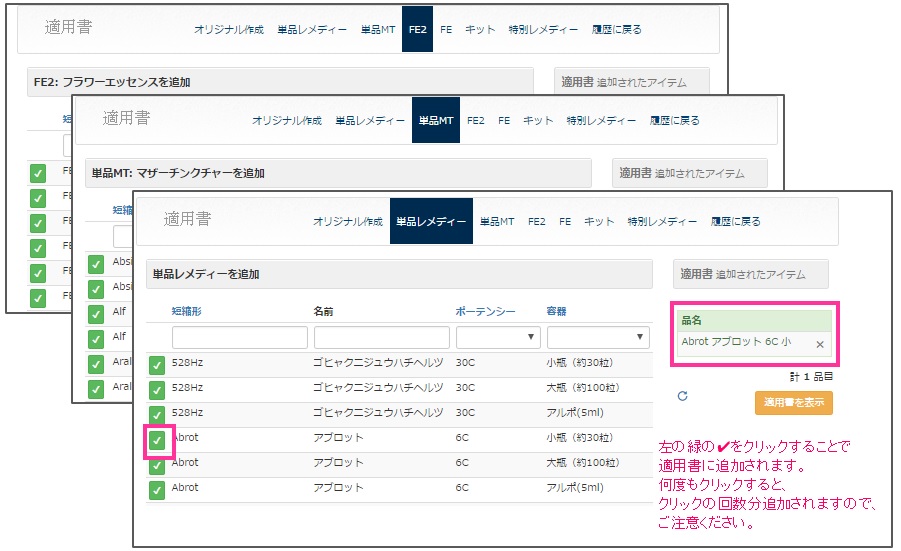 適用書
オリジナル作成 単品レメディー 単品MT FE2 FE キット 特別レメディー 履歴に戻る
FE2: フラワーエッセンスを追加
適用書 追加されたアイテム
適用書
オリジナル作成 単品レメディー 単品MT FE2 FE キット 特別レメディー 履歴に戻る
単品MT: マザーチンクチャーを追加
適用書 追加されたアイテム
短縮
Absi
Absi
Alf
Alf
Aral
Aral
適用書
オリジナル作成 単品レメディー 単品MT FE2 FE キット 特別レメディー 履歴に戻る
単品レメディーを追加
適用書 追加されたアイテム
短縮形 名前 ポーテンシー 容器
528Hz ゴヒャクニジュウハチヘルツ 30C 小瓶（約30粒）
528Hz ゴヒャクニジュウハチヘルツ 30C 大瓶（約100粒）
528Hz ゴヒャクニジュウハチヘルツ 30C アルポ(5ml)
Abrot アブロット 6C 小瓶（約30粒）
Abrot アブロット 6C 大瓶（約100粒）
Abrot アブロット 6C アルポ(5ml)
品名
Abrot アブロット 6C 小 ×
計 1 品目
適用書を表示
左の緑の✔をクリックすることで
適用書に追加されます。
何度もクリックすると、
クリックの回数分追加されますので、
ご注意ください。